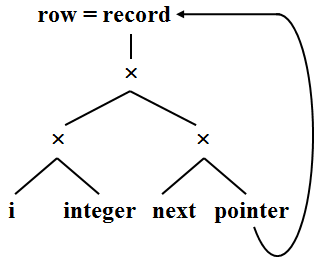 row = record
×
× ×
i integer next pointer